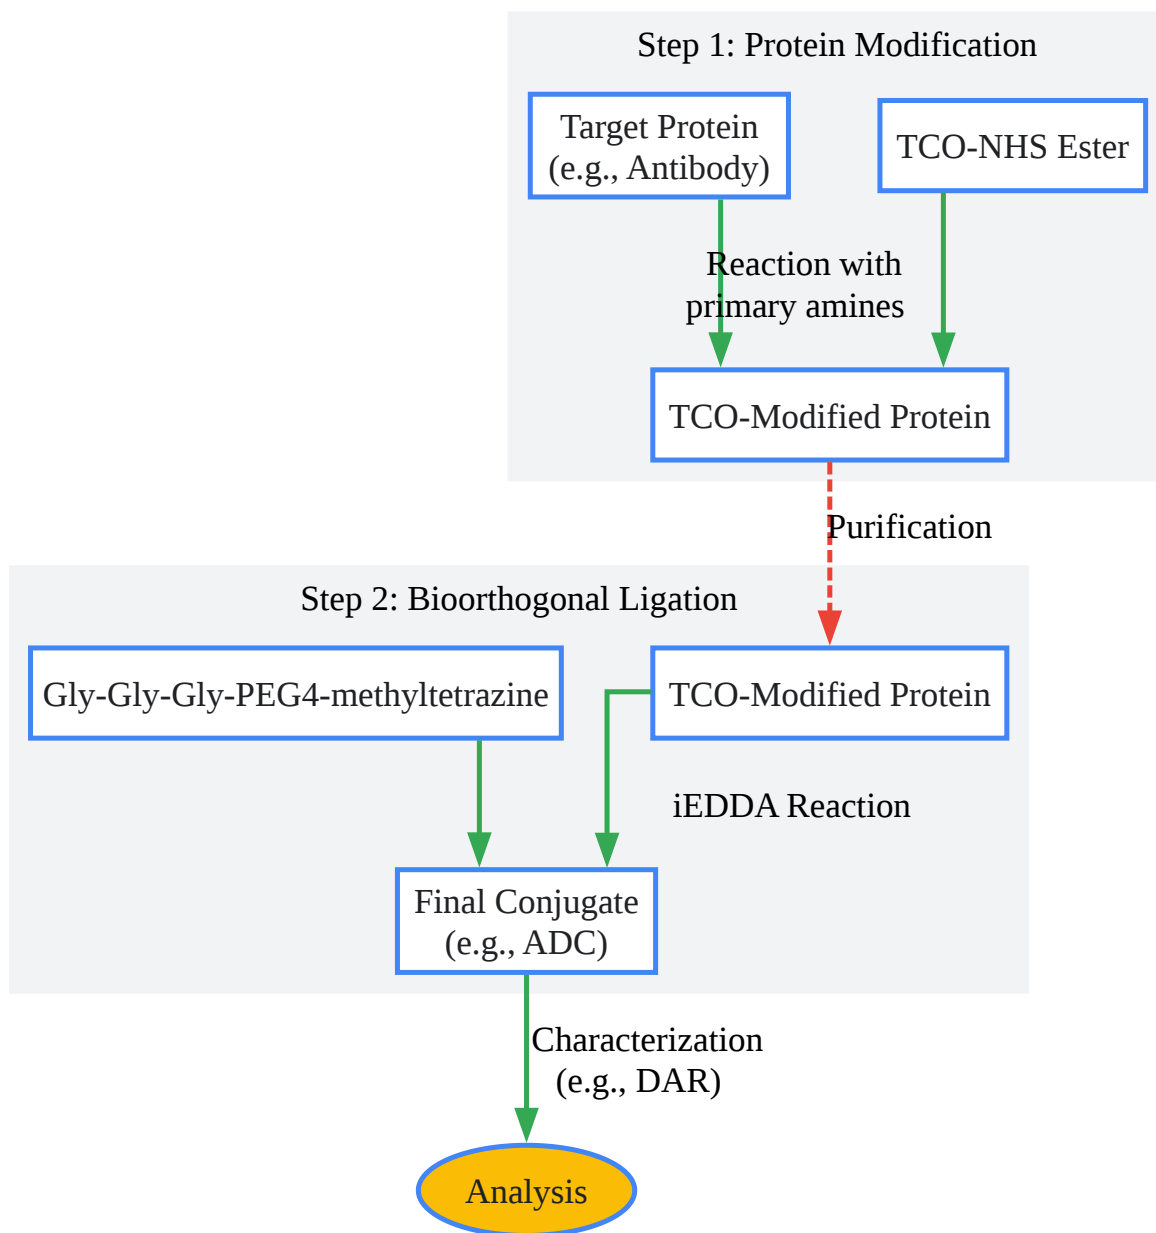 Step 1: Protein Modification
Target Protein
(e.g., Antibody)
TCO-NHS Ester
Reaction with
primary amines
TCO-Modified Protein
Purification
Step 2: Bioorthogonal Ligation
Gly-Gly-Gly-PEG4-methyltetrazine
TCO-Modified Protein
iEDDA Reaction
Final Conjugate
(e.g., ADC)
Characterization
(e.g., DAR)
Analysis